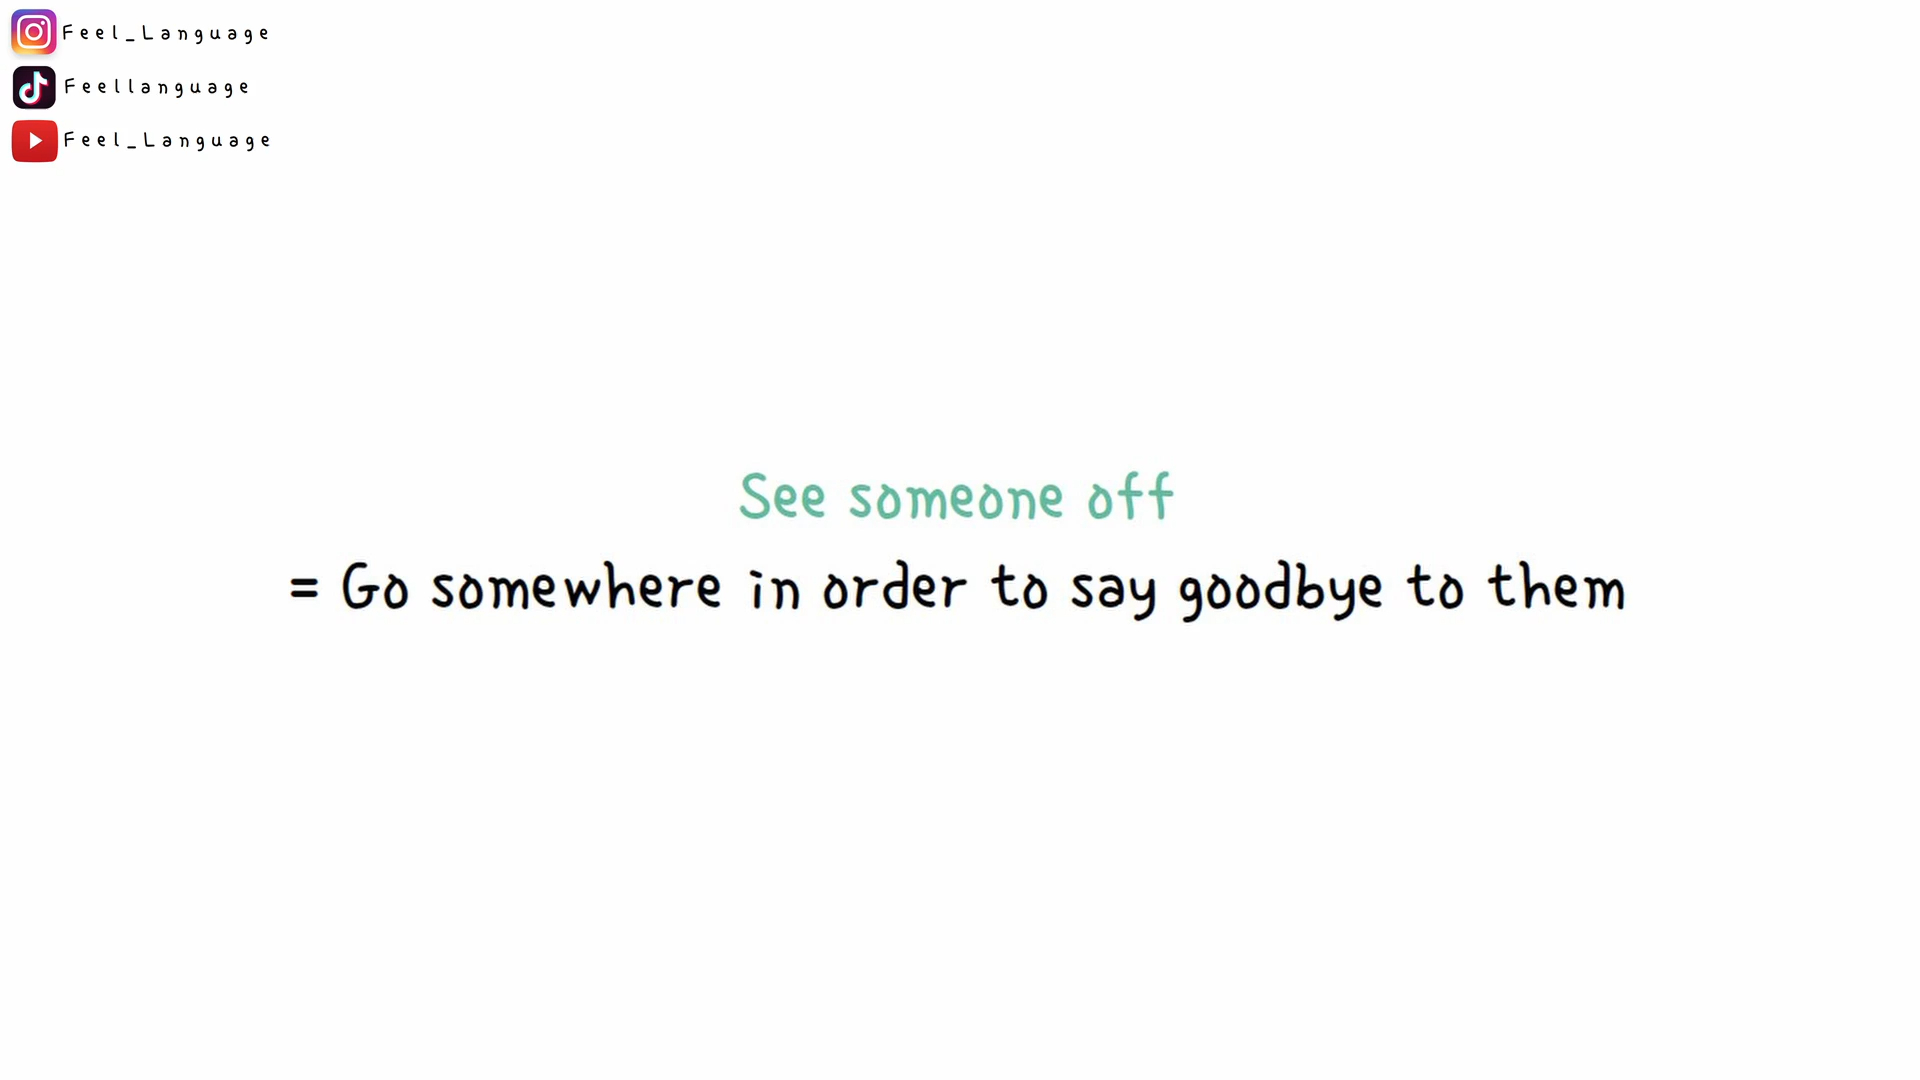 Feel_Language
Feellanguage
Feel_Language
See someone off
= Go somewhere in order to say goodbye to them